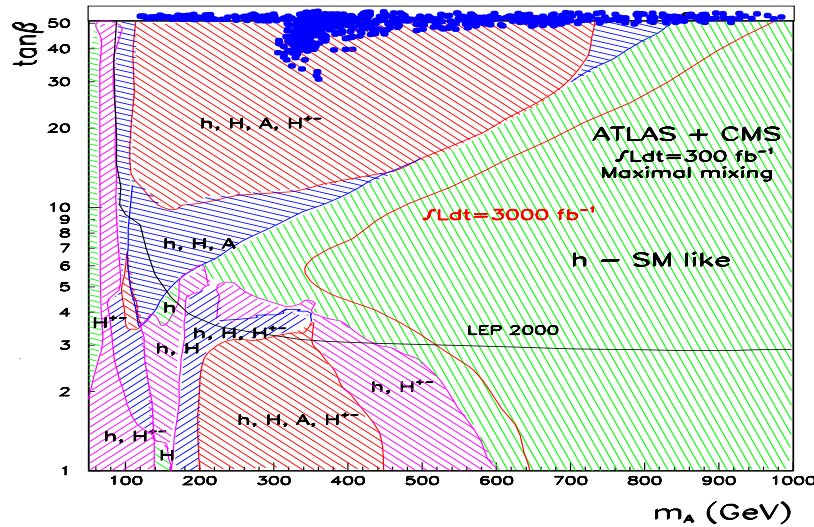 tanβ
50
40
30
20
10
9
8
7
6
5
4
3
2
1
h, H, A, H⁺⁻
ATLAS + CMS
∫Ldt=300 fb⁻¹
Maximal mixing
∫Ldt=3000 fb⁻¹
h, H, A
h − SM like
h
H⁺⁻
h, H, H⁺⁻
LEP 2000
h, H
h, H⁺⁻
h, H, A, H⁺⁻
h, H⁺⁻
H
100 200 300 400 500 600 700 800 900 1000
m_A (GeV)